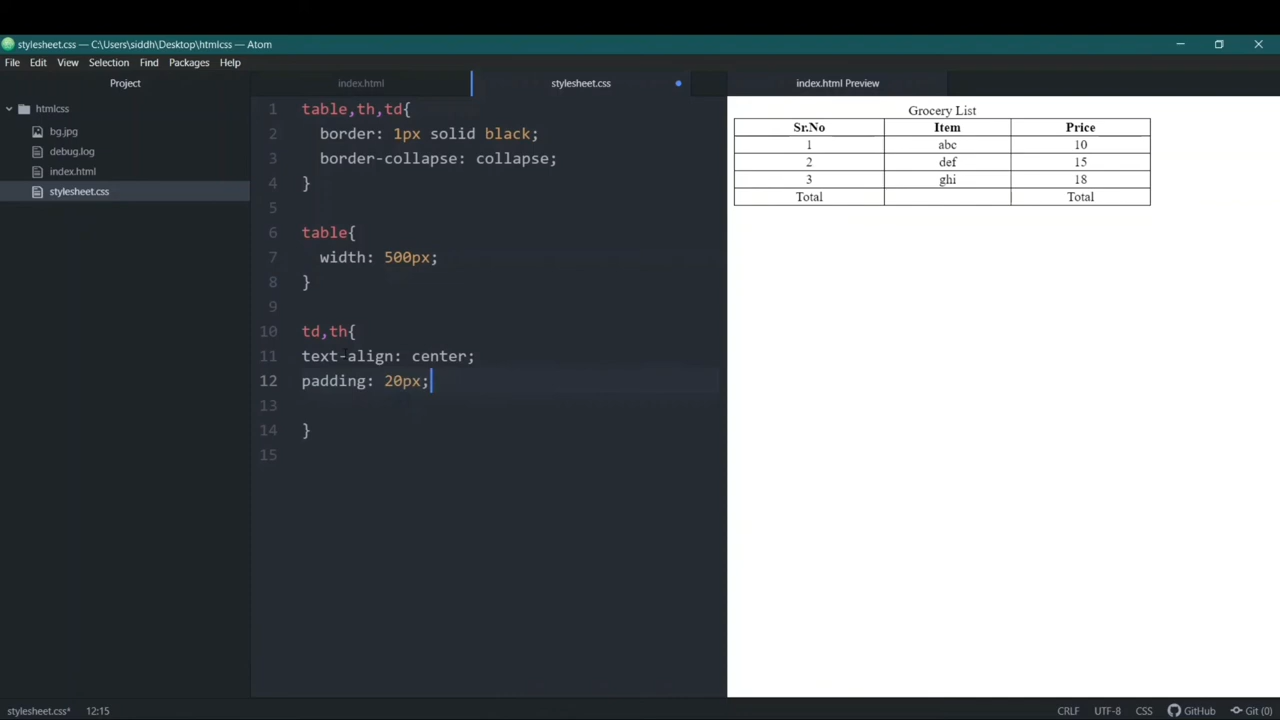 stylesheet.css — C:\Users\siddh\Desktop\htmlcss — Atom
File Edit View Selection Find Packages Help
Project
index.html
stylesheet.css
index.html Preview
htmlcss
bg.jpg
debug.log
index.html
stylesheet.css
1 table,th,td{
2 border: 1px solid black;
3 border-collapse: collapse;
4 }
5
6 table{
7 width: 500px;
8 }
9
10 td,th{
11 text-align: center;
12 padding: 20px;
13
14 }
15
Grocery List
Sr.No Item Price
1 abc 10
2 def 15
3 ghi 18
Total Total
stylesheet.css* 12:15 CRLF UTF-8 CSS GitHub Git (0)